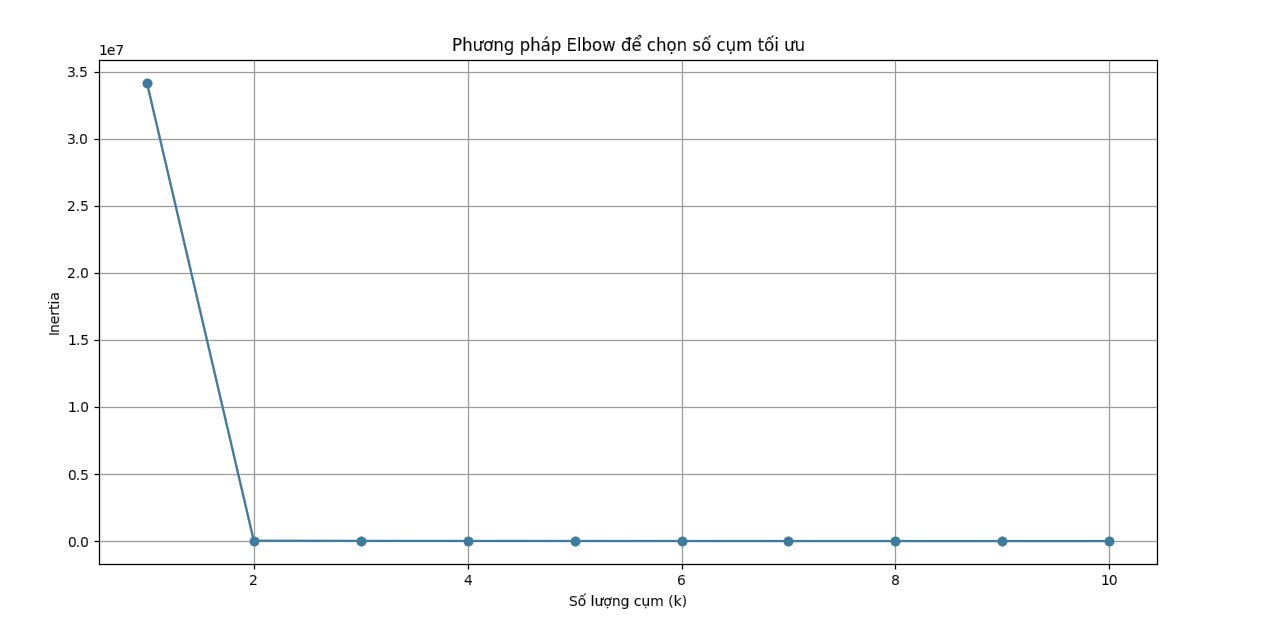 Phương pháp Elbow để chọn số cụm tối ưu
1e7
3.5
3.0
2.5
2.0
1.5
1.0
0.5
0.0
Inertia
2 4 6 8 10
Số lượng cụm (k)